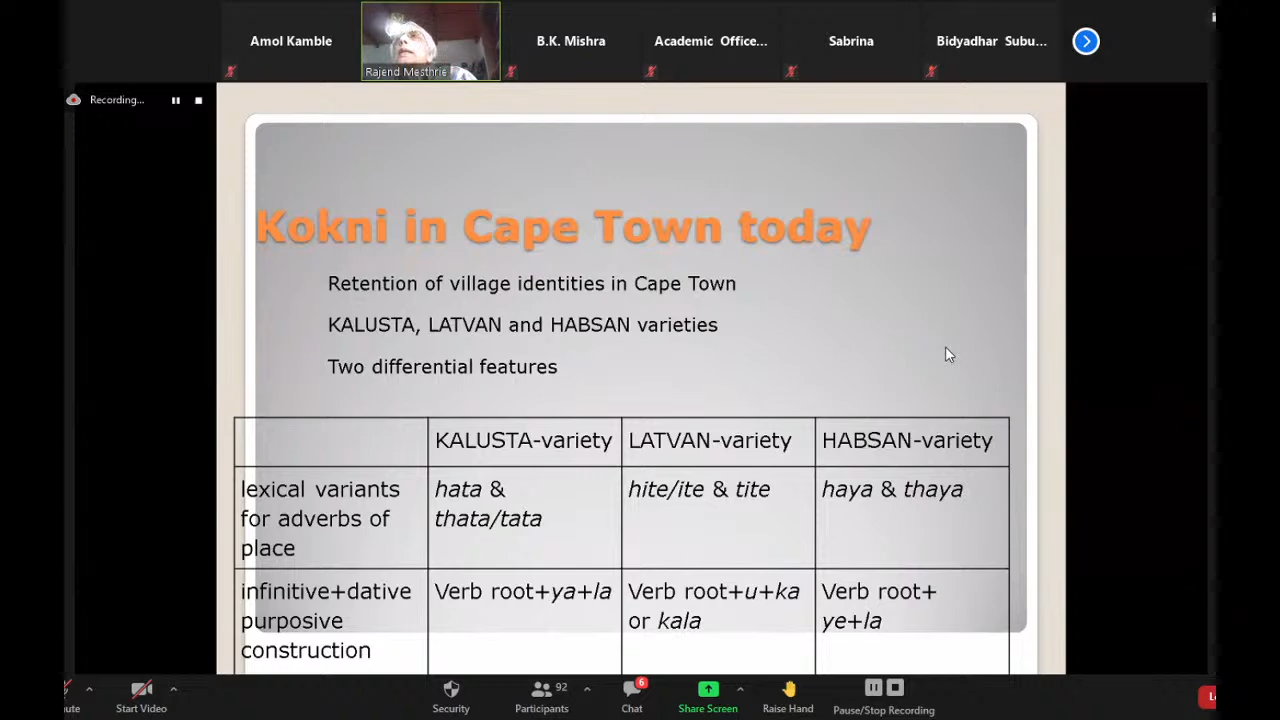 Amol Kamble
B.K. Mishra
Academic Office...
Sabrina
Bidyadhar Subu...
Rajend Mesthrie
Recording...
Kokni in Cape Town today
Retention of village identities in Cape Town
KALUSTA, LATVAN and HABSAN varieties
Two differential features
KALUSTA-variety LATVAN-variety HABSAN-variety
lexical variants hata & hite/ite & tite haya & thaya
for adverbs of thata/tata
place
infinitive+dative Verb root+ya+la Verb root+u+ka Verb root+
purposive or kala ye+la
construction
92
6
ute Start Video Security Participants Chat Share Screen Raise Hand Pause/Stop Recording